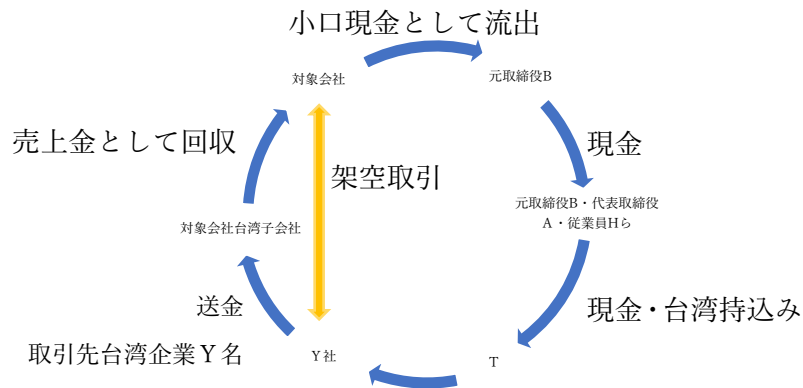 小口現金として流出
対象会社
元取締役B
売上金として回収
現金
架空取引
元取締役B・代表取締役
A・従業員Hら
対象会社台湾子会社
送金
現金・台湾持込み
取引先台湾企業Y名
Y社
T